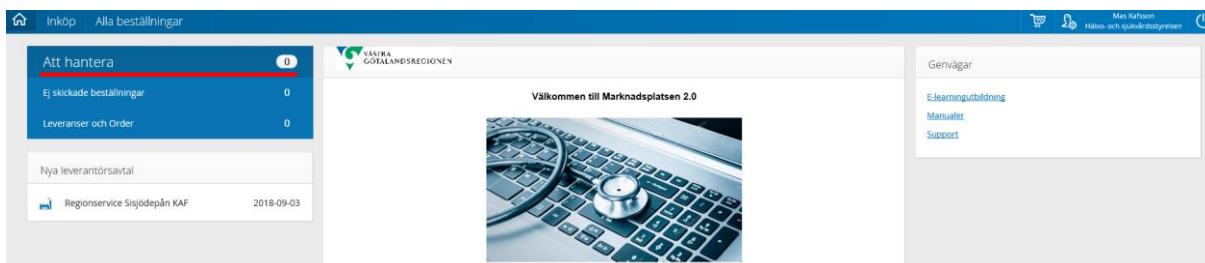 Inköp Alla beställningar
Mas Kafsson
Hälso- och sjukvårdsstyrelsen
Att hantera 0
Ej skickade beställningar 0
Leveranser och Order 0
Nya leverantörsavtal
Regionservice Sisjödepån KAF 2018-09-03
VÄSTRA
GÖTALANDSREGIONEN
Välkommen till Marknadsplatsen 2.0
Genvägar
E-learningutbildning
Manualer
Support